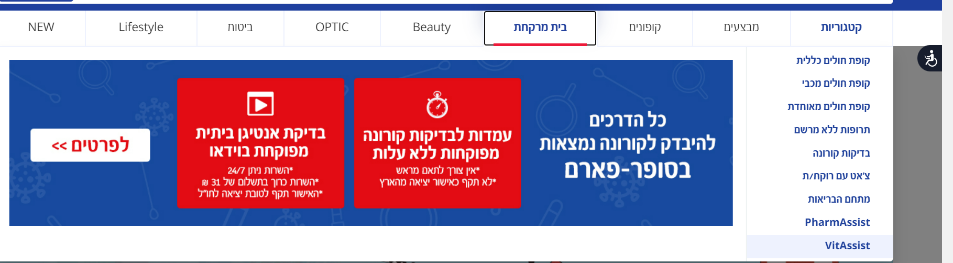 קטגוריות
מבצעים
קופונים
בית מרקחת
Beauty
OPTIC
ביטוח
Lifestyle
NEW
קופת חולים כללית
קופת חולים מכבי
קופת חולים מאוחדת
תרופות ללא מרשם
בדיקות קורונה
צ'אט עם רוקח/ת
מתחם הבריאות
PharmAssist
VitAssist
כל הדרכים
להיבדק לקורונה נמצאות
בסופר-פארם
עמדות לבדיקות קורונה
מפוקחות ללא עלות
*אין צורך לתאם מראש
*לא תקף כאישור יציאה מהארץ
בדיקת אנטיגן ביתית
מפוקחת בוידאו
*השרות ניתן 24/7
*השרות כרוך בתשלום של 31 ₪
*האישור תקף לטובת יציאה לחו"ל
לפרטים >>